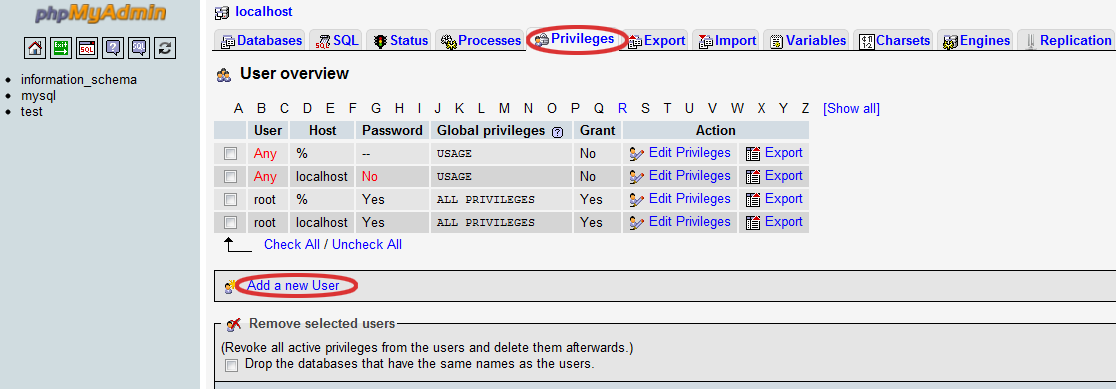 phpMyAdmin
localhost
Databases SQL Status Processes Privileges Export Import Variables Charsets Engines Replication
Exit SQL ? SQL
information_schema
mysql
test
User overview
A B C D E F G H I J K L M N O P Q R S T U V W X Y Z [Show all]
User Host Password Global privileges ? Grant Action
Any % -- USAGE No Edit Privileges Export
Any localhost No USAGE No Edit Privileges Export
root % Yes ALL PRIVILEGES Yes Edit Privileges Export
root localhost Yes ALL PRIVILEGES Yes Edit Privileges Export
Check All / Uncheck All
Add a new User
Remove selected users
(Revoke all active privileges from the users and delete them afterwards.)
Drop the databases that have the same names as the users.